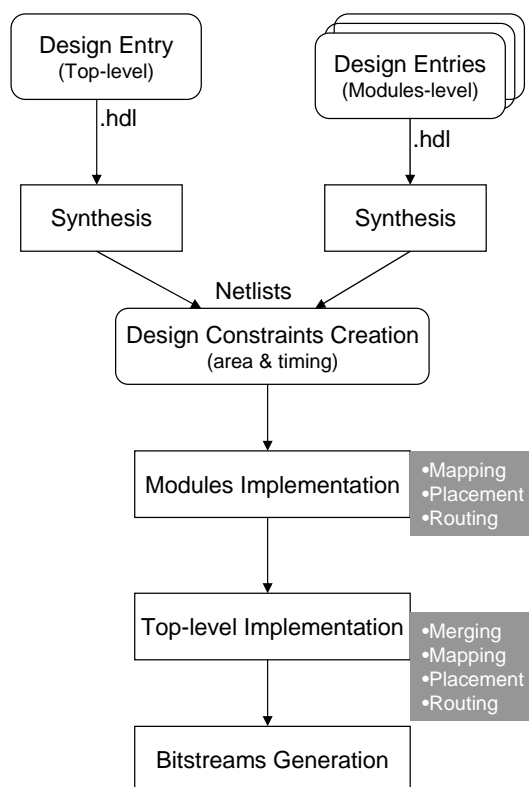 Design Entry
(Top-level)
Design Entries
(Modules-level)
.hdl
.hdl
Synthesis
Synthesis
Netlists
Design Constraints Creation
(area & timing)
Modules Implementation
•Mapping
•Placement
•Routing
Top-level Implementation
•Merging
•Mapping
•Placement
•Routing
Bitstreams Generation